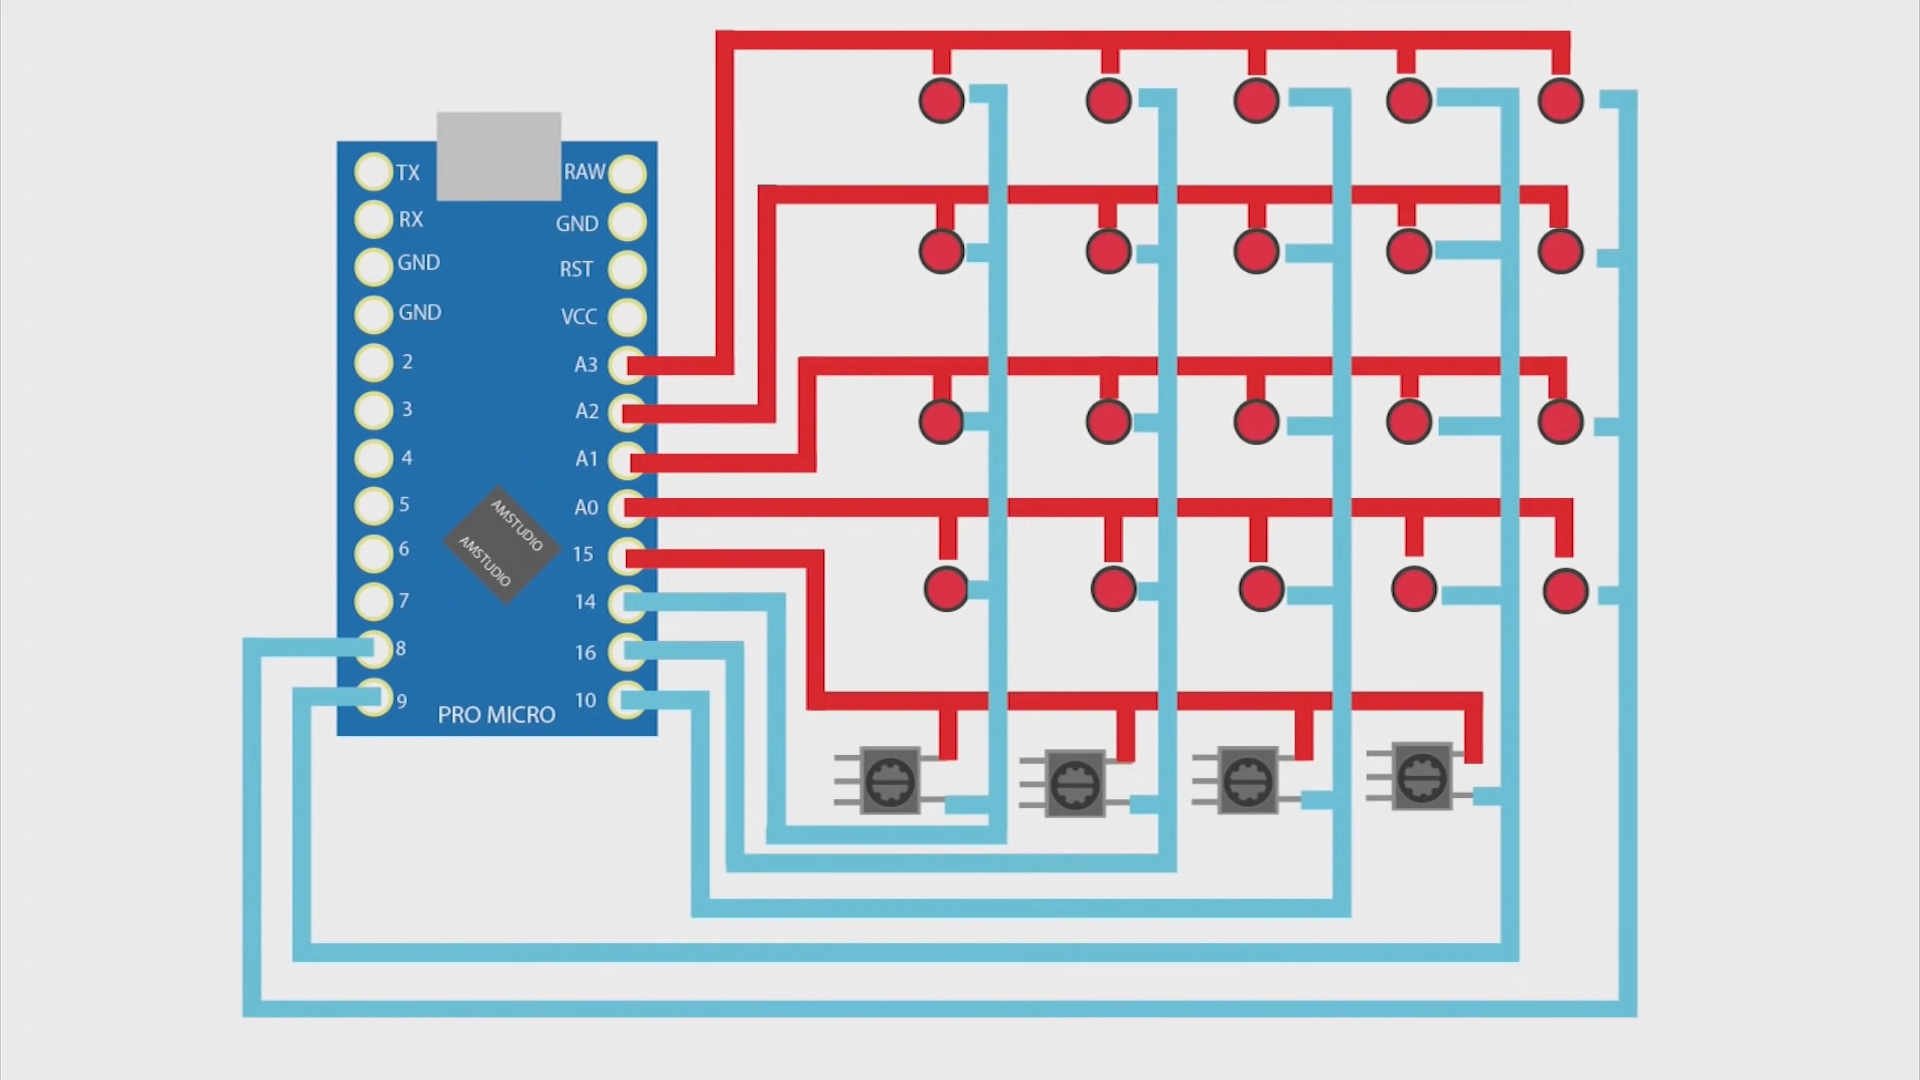 TX
RX
GND
GND
2
3
4
5
6
7
8
9
RAW
GND
RST
VCC
A3
A2
A1
A0
15
14
16
10
AMSTUDIO
AMSTUDIO
PRO MICRO